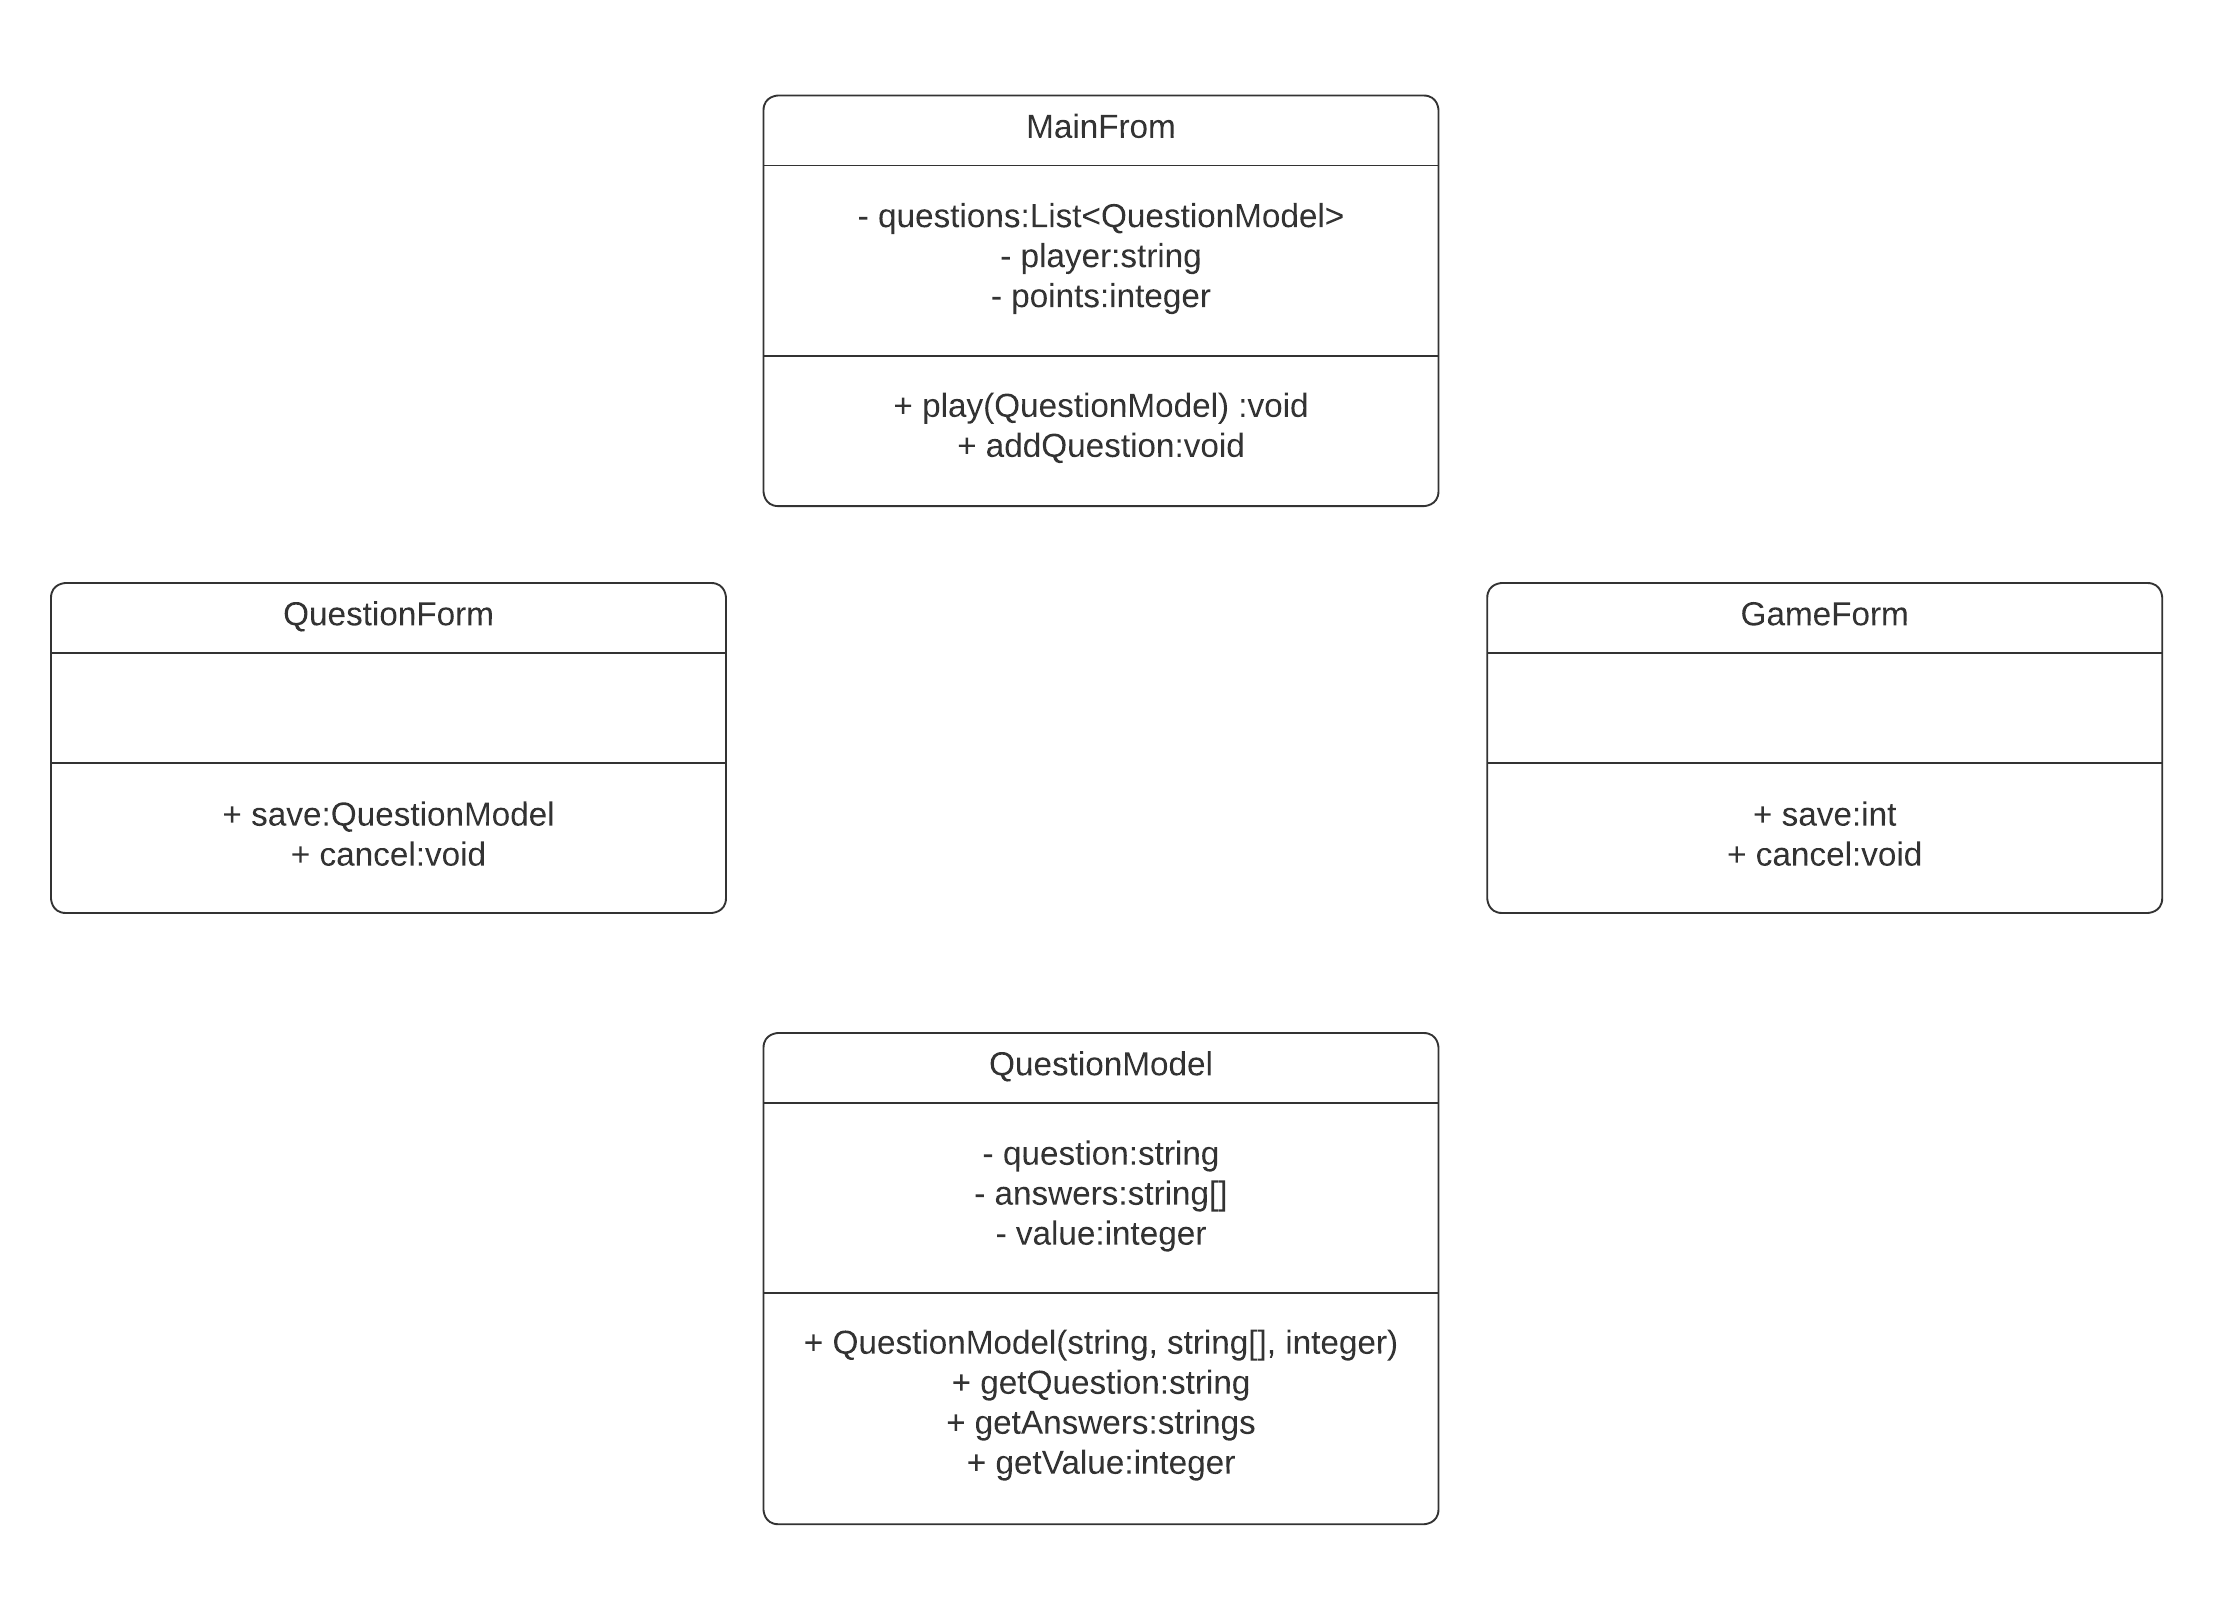 MainFrom
- questions:List<QuestionModel>
- player:string
- points:integer
+ play(QuestionModel) :void
+ addQuestion:void
QuestionForm
+ save:QuestionModel
+ cancel:void
GameForm
+ save:int
+ cancel:void
QuestionModel
- question:string
- answers:string[]
- value:integer
+ QuestionModel(string, string[], integer)
+ getQuestion:string
+ getAnswers:strings
+ getValue:integer